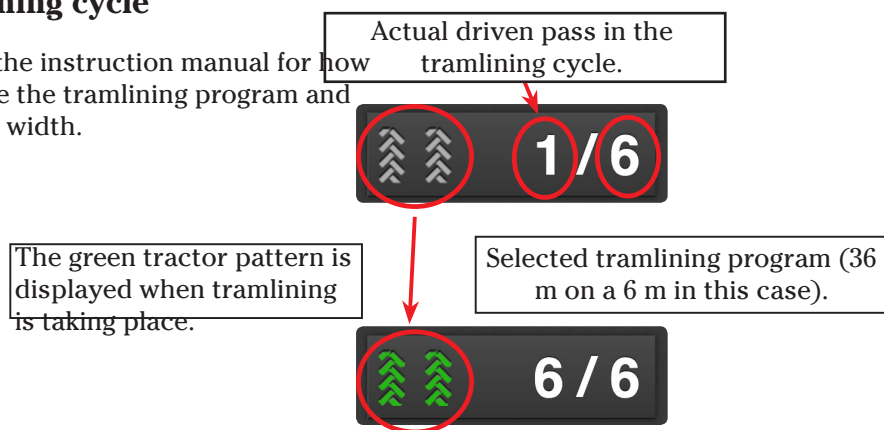 ning cycle
the instruction manual for how
e the tramlining program and
width.
Actual driven pass in the
tramlining cycle.
1/6
The green tractor pattern is
displayed when tramlining
is taking place.
Selected tramlining program (36
m on a 6 m in this case).
6/6